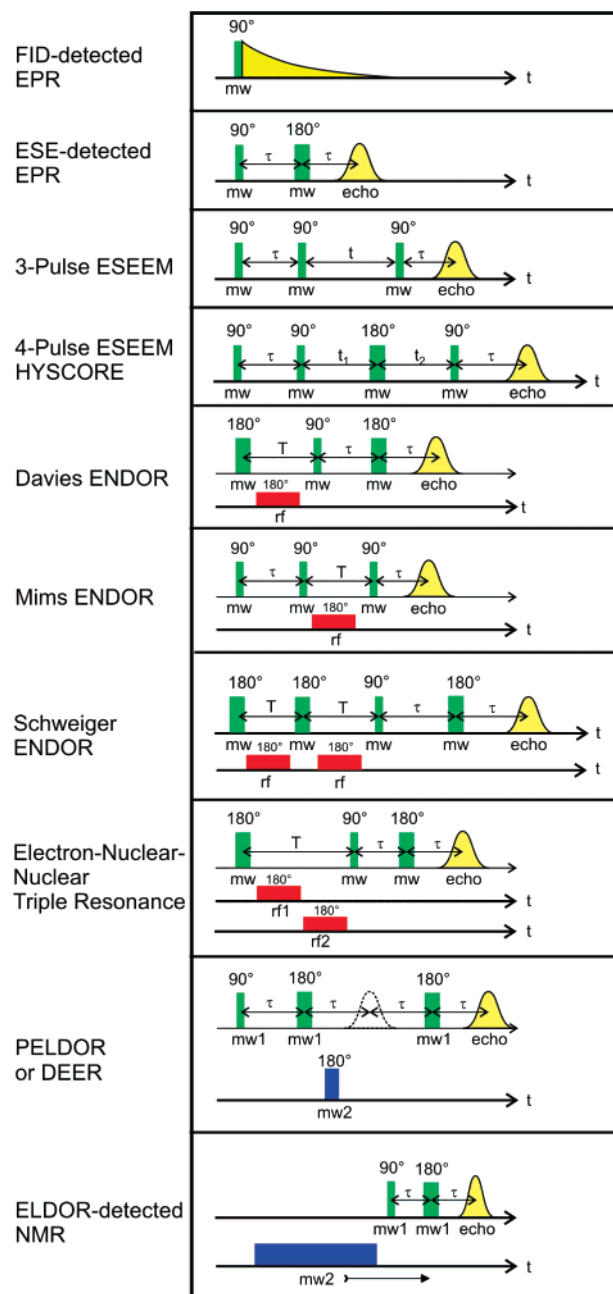 90°
FID-detected
EPR
t
mw
90° 180°
ESE-detected
EPR
τ τ
t
mw mw echo
90° 90° 90°
3-Pulse ESEEM
τ t τ
t
mw mw mw echo
90° 90° 180° 90°
4-Pulse ESEEM
HYSCORE
τ t1 t2 τ
t
mw mw mw mw echo
180° 90° 180°
Davies ENDOR
T τ τ
mw mw mw echo
180°
t
rf
90° 90° 90°
Mims ENDOR
τ T τ
mw mw mw echo
180°
t
rf
180° 180° 90° 180°
Schweiger
ENDOR
T T τ τ
t
mw mw mw mw echo
180° 180°
t
rf rf
180° 90° 180°
Electron-Nuclear-
Nuclear
Triple Resonance
T τ τ
mw mw mw echo
180°
t
rf1
180°
t
rf2
90° 180° 180°
PELDOR
or DEER
τ τ τ τ
mw1 mw1 mw1 echo
180°
t
mw2
90° 180°
ELDOR-detected
NMR
τ τ
mw1 mw1 echo
t
mw2